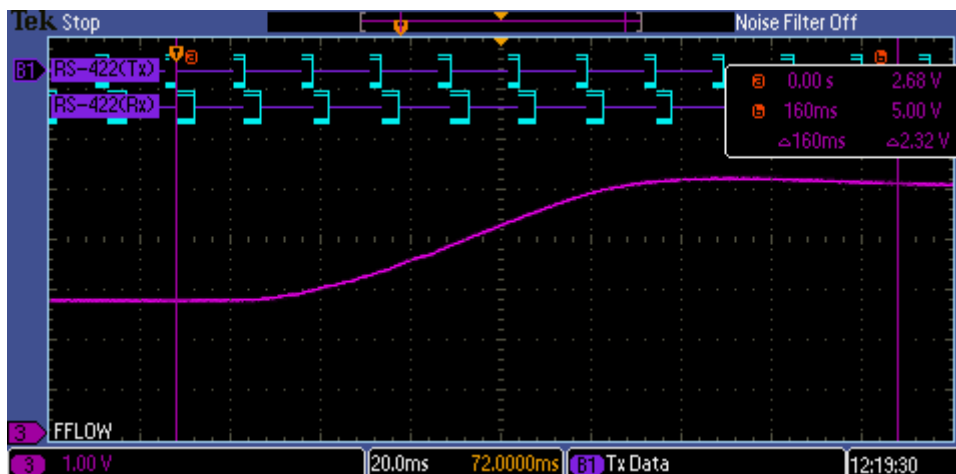 Tek Stop
Noise Filter Off
B1
RS-422(Tx)
T
a
b
RS-422(Rx)
a 0.00 s 2.68 V
b 160ms 5.00 V
△160ms △2.32 V
3
FFLOW
3 1.00 V
20.0ms
72.0000ms
B1 Tx Data
12:19:30